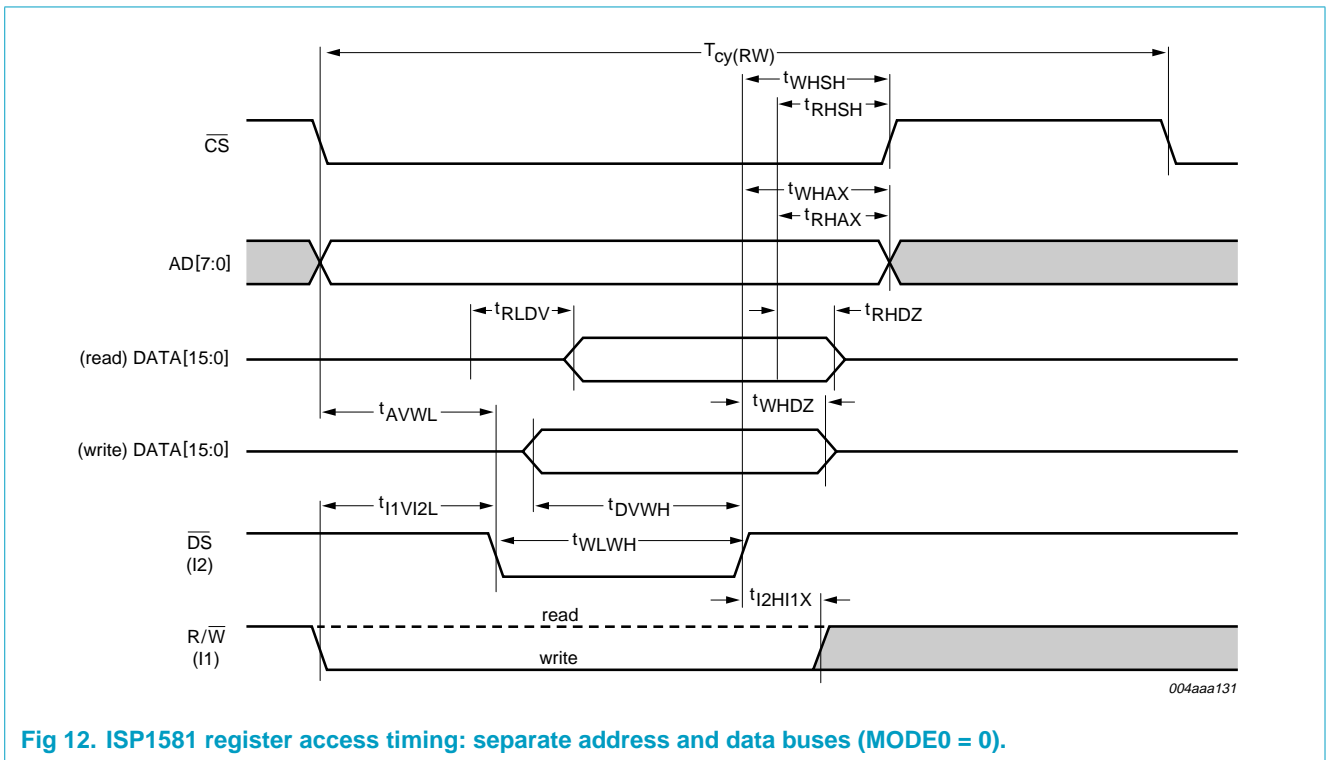 Tcy(RW)
tWHSH
tRHSH
CS
tWHAX
tRHAX
AD[7:0]
tRLDV
tRHDZ
(read) DATA[15:0]
tAVWL
tWHDZ
(write) DATA[15:0]
tI1VI2L
tDVWH
DS
(I2)
tWLWH
tI2HI1X
read
R/W
(I1)
write
004aaa131
Fig 12. ISP1581 register access timing: separate address and data buses (MODE0 = 0).